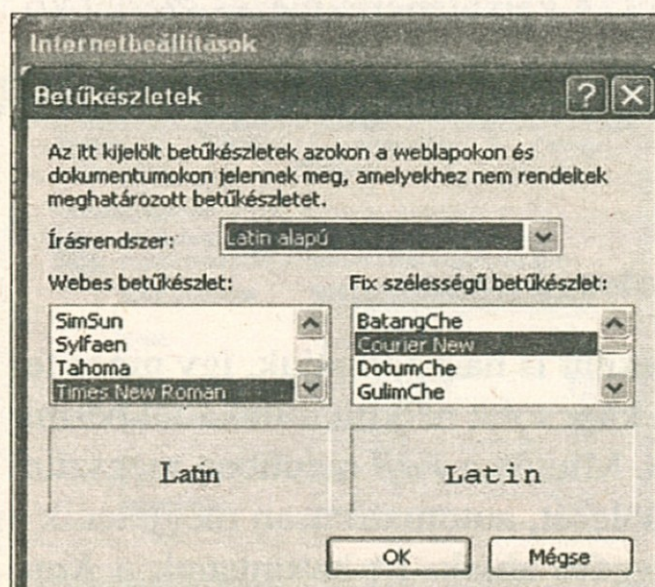 Internetbeállítások
Betűkészletek
Az itt kijelölt betűkészletek azokon a weblapokon és
dokumentumokon jelennek meg, amelyekhez nem rendeltek
meghatározott betűkészletet.
Írásrendszer: Latin alapú
Webes betűkészlet: Fix szélességű betűkészlet:
SimSun BatangChe
Sylfaen Courier New
Tahoma DotumChe
Times New Roman GulimChe
Latin Latin
OK Mégse